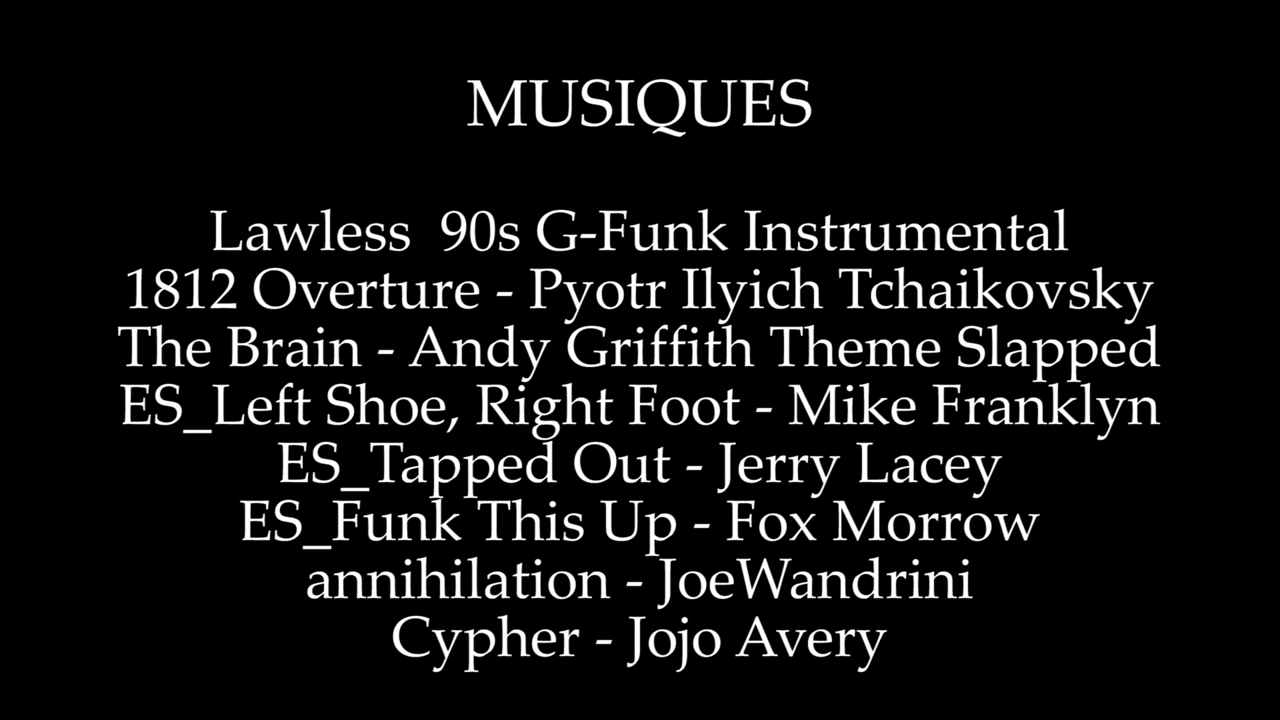 MUSIQUES
Lawless  90s G-Funk Instrumental
1812 Overture - Pyotr Ilyich Tchaikovsky
The Brain - Andy Griffith Theme Slapped
ES_Left Shoe, Right Foot - Mike Franklyn
ES_Tapped Out - Jerry Lacey
ES_Funk This Up - Fox Morrow
annihilation - JoeWandrini
Cypher - Jojo Avery